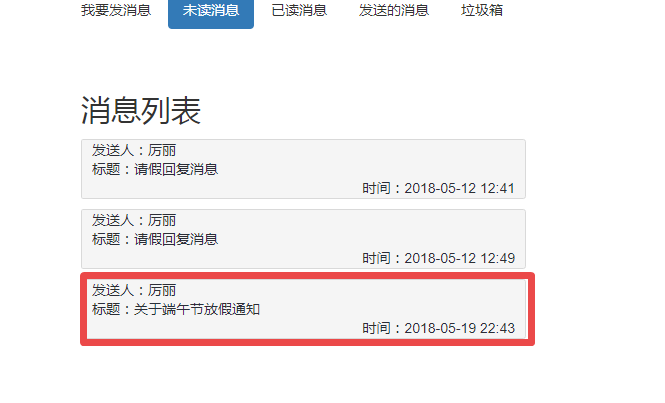 我要发消息 未读消息 已读消息 发送的消息 垃圾箱
消息列表
发送人：厉丽
标题：请假回复消息
时间：2018-05-12 12:41
发送人：厉丽
标题：请假回复消息
时间：2018-05-12 12:49
发送人：厉丽
标题：关于端午节放假通知
时间：2018-05-19 22:43